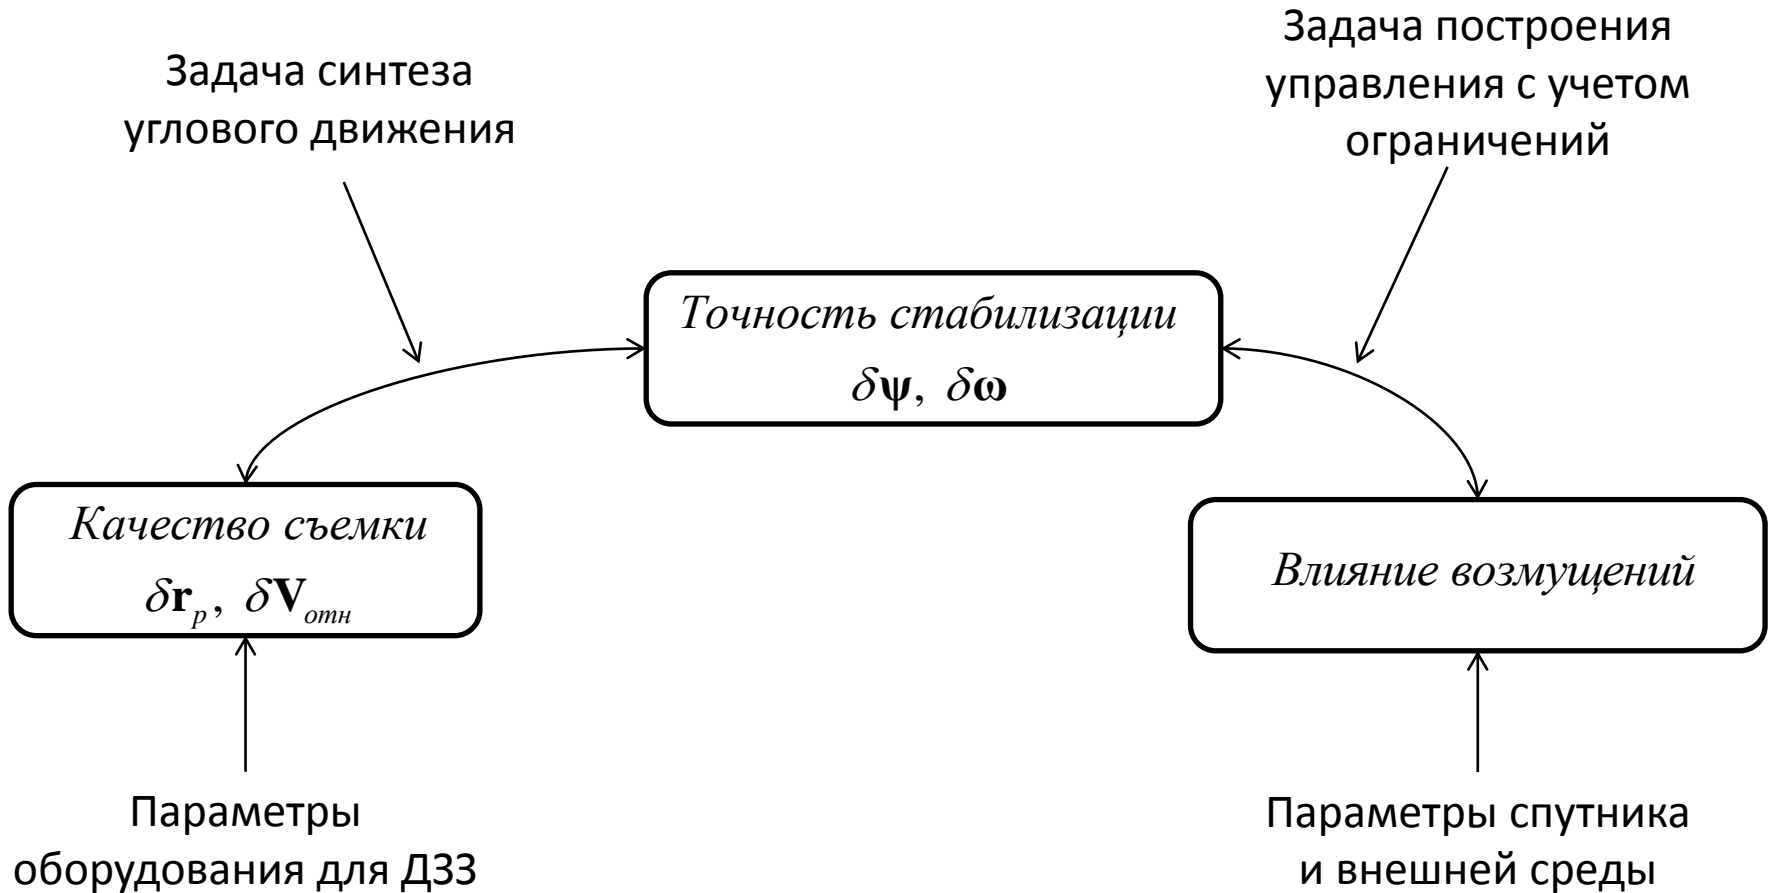 Задача синтеза
углового движения
Задача построения
управления с учетом
ограничений
Точность стабилизации
δψ, δω
Качество съемки
δr_p, δV_отн
Влияние возмущений
Параметры
оборудования для ДЗЗ
Параметры спутника
и внешней среды